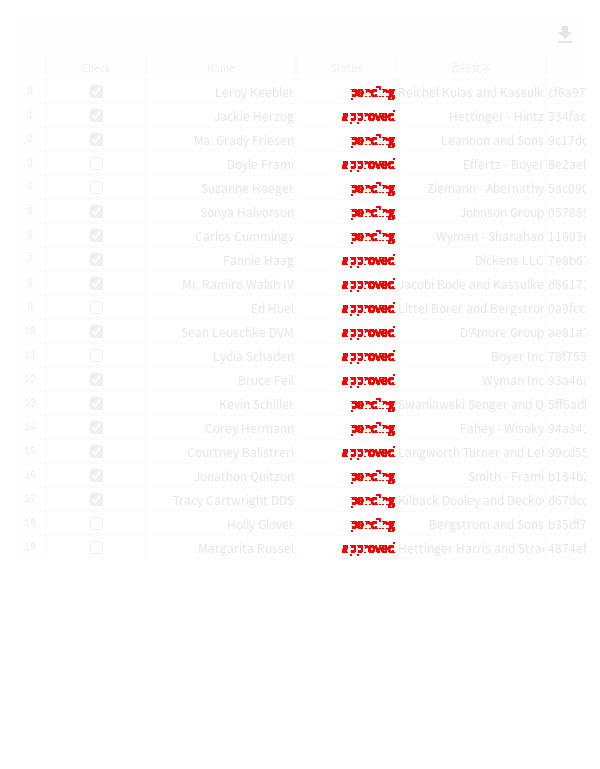 Check Name Status 改行文字
0 Leroy Keebler pending Reichel Kulas and Kassulk cf6a97
1 Jackie Herzog approved Hettinger - Hintz 334fac
2 Ms. Grady Friesen pending Leannon and Sons 9c17dc
3 Doyle Frami approved Effertz - Boyer 8e2ael
4 Suzanne Hoeger pending Ziemann - Abernathy 5ac090
5 Sonya Halvorson pending Johnson Group 057889
6 Carlos Cummings pending Wyman - Shanahan 11603e
7 Fannie Haag approved Dickens LLC 7e8b67
8 Mr. Ramiro Walsh IV approved Jacobi Bode and Kassulke d86171
9 Ed Huel approved Littel Borer and Bergstror 0a9fcc
10 Sean Leuschke DVM approved D'Amore Group ae81a7
11 Lydia Schaden approved Boyer Inc 78f755
12 Bruce Feil approved Wyman Inc 93a46a
13 Kevin Schiller pending Swaniawski Senger and Q 5ff6ad
14 Corey Hermann pending Fahey - Wisoky 94a341
15 Courtney Balistreri approved Langworth Turner and Lel 99cd55
16 Jonathon Quitzon pending Smith - Frami b184b2
17 Tracy Cartwright DDS pending Kilback Dooley and Decko d67dcc
18 Holly Glover pending Bergstrom and Sons b35df7
19 Margarita Russel approved Hettinger Harris and Stra 4874e